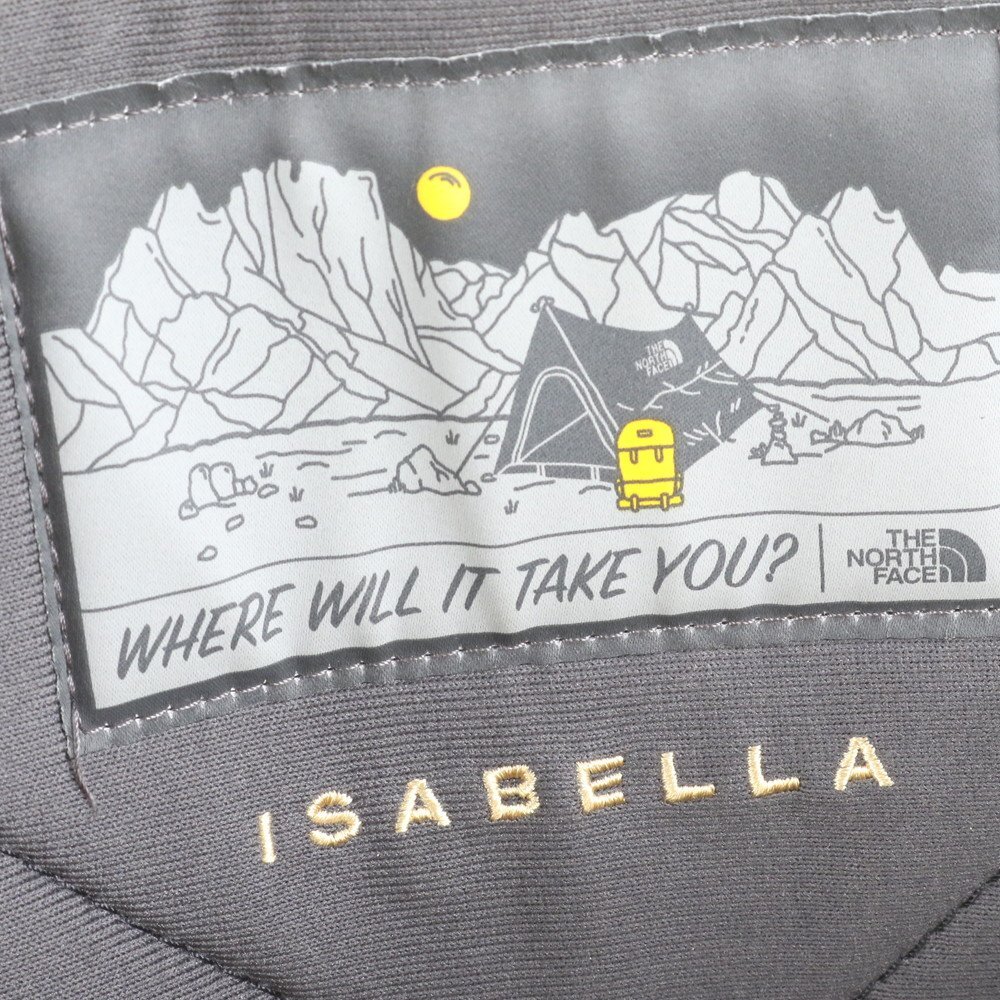 THE
NORTH
FACE
WHERE WILL IT TAKE YOU?
THE
NORTH
FACE
ISABELLA